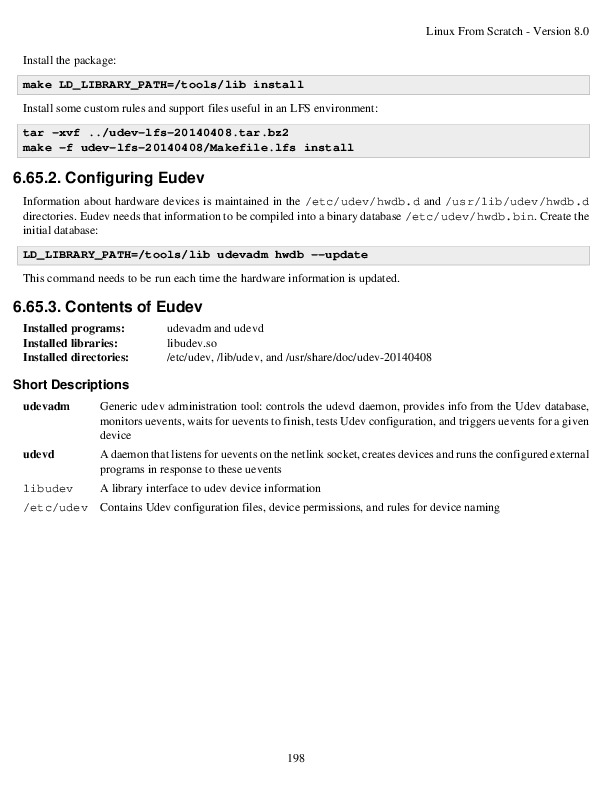 Linux From Scratch - Version 8.0
Install the package:
make LD_LIBRARY_PATH=/tools/lib install
Install some custom rules and support files useful in an LFS environment:
tar -xvf ../udev-lfs-20140408.tar.bz2
make -f udev-lfs-20140408/Makefile.lfs install
6.65.2. Configuring Eudev
Information about hardware devices is maintained in the /etc/udev/hwdb.d and /usr/lib/udev/hwdb.d
directories. Eudev needs that information to be compiled into a binary database /etc/udev/hwdb.bin. Create the
initial database:
LD_LIBRARY_PATH=/tools/lib udevadm hwdb --update
This command needs to be run each time the hardware information is updated.
6.65.3. Contents of Eudev
Installed programs: udevadm and udevd
Installed libraries: libudev.so
Installed directories: /etc/udev, /lib/udev, and /usr/share/doc/udev-20140408
Short Descriptions
udevadm Generic udev administration tool: controls the udevd daemon, provides info from the Udev database,
monitors uevents, waits for uevents to finish, tests Udev configuration, and triggers uevents for a given
device
udevd A daemon that listens for uevents on the netlink socket, creates devices and runs the configured external
programs in response to these uevents
libudev A library interface to udev device information
/etc/udev Contains Udev configuration files, device permissions, and rules for device naming
198